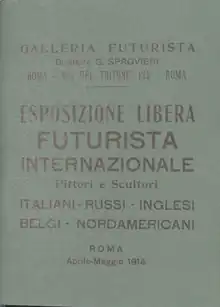 GALLERIA FUTURISTA
Direttore G. SPROVIERI
ROMA - VIA DEL TRITONE 125 - ROMA
ESPOSIZIONE LIBERA
FUTURISTA
INTERNAZIONALE
Pittori e Scultori
ITALIANI - RUSSI - INGLESI
BELGI - NORDAMERICANI
ROMA
Aprile-Maggio 1914